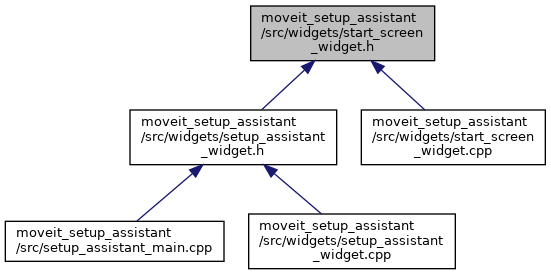 moveit_setup_assistant
/src/widgets/start_screen
_widget.h
moveit_setup_assistant
/src/widgets/setup_assistant
_widget.h
moveit_setup_assistant
/src/widgets/start_screen
_widget.cpp
moveit_setup_assistant
/src/setup_assistant_main.cpp
moveit_setup_assistant
/src/widgets/setup_assistant
_widget.cpp